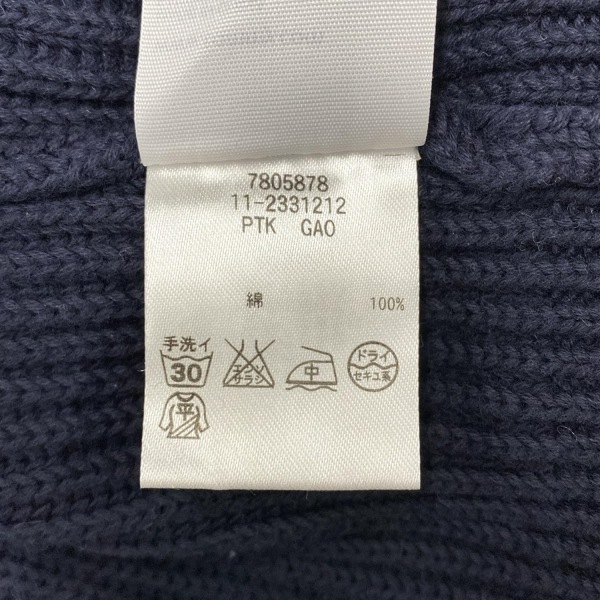 7805878
11-2331212
PTK GAO
綿 100%
手洗イ
30
エンソ
サラシ
中
ドライ
セキユ系
平